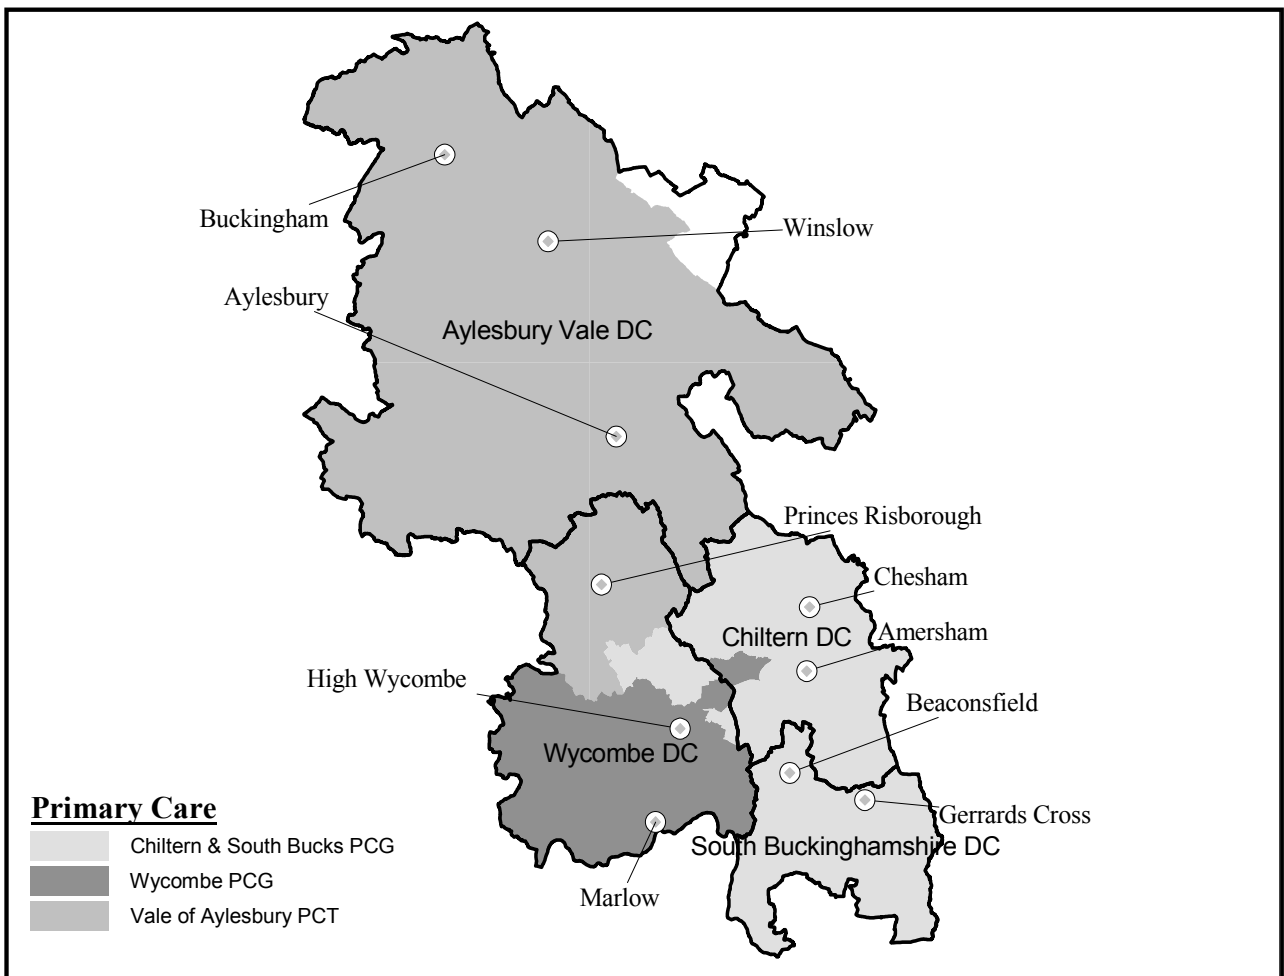 Buckingham
Winslow
Aylesbury
Aylesbury Vale DC
Princes Risborough
Chesham
Chiltern DC
Amersham
High Wycombe
Beaconsfield
Wycombe DC
Gerrards Cross
South Buckinghamshire DC
Marlow
Primary Care
Chiltern & South Bucks PCG
Wycombe PCG
Vale of Aylesbury PCT